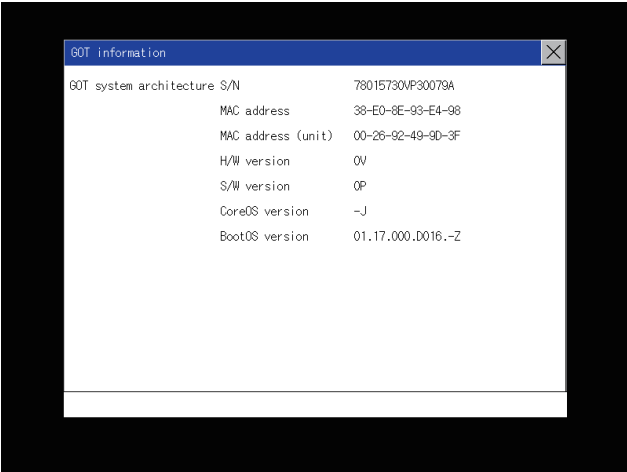 GOT information
GOT system architecture S/N 78015730VP30079A
MAC address 38-E0-8E-93-E4-98
MAC address (unit) 00-26-92-49-9D-3F
H/W version 0V
S/W version 0P
CoreOS version -J
BootOS version 01.17.000.D016.-Z